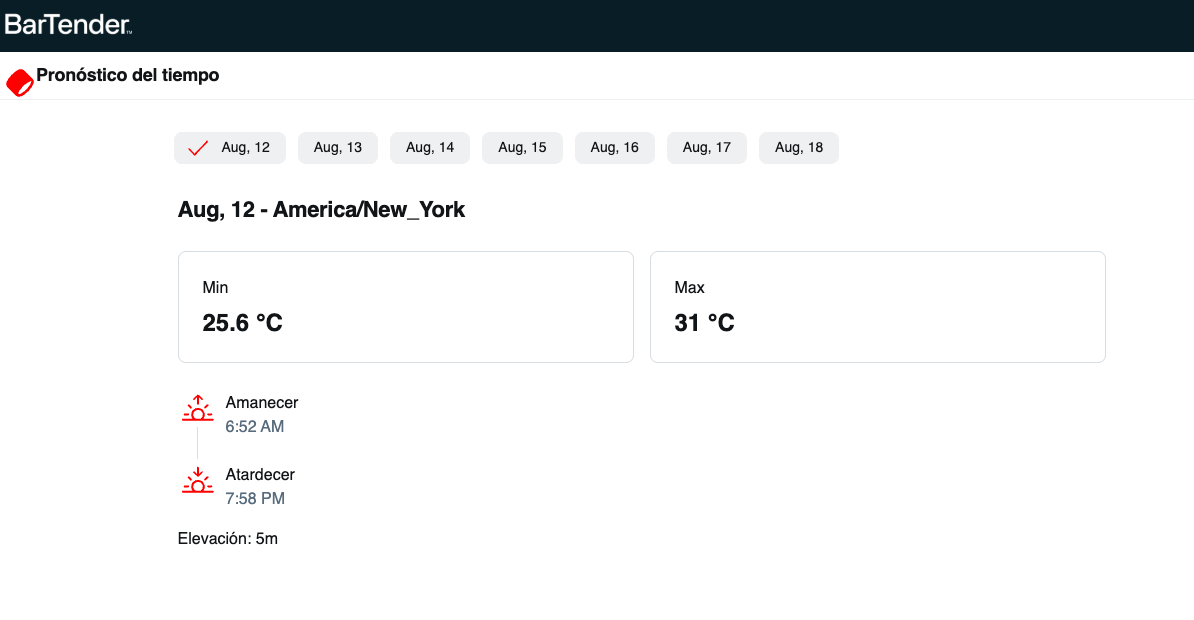 BarTender™
Pronóstico del tiempo
Aug, 12
Aug, 13
Aug, 14
Aug, 15
Aug, 16
Aug, 17
Aug, 18
Aug, 12 - America/New_York
Min
25.6 °C
Max
31 °C
Amanecer
6:52 AM
Atardecer
7:58 PM
Elevación: 5m